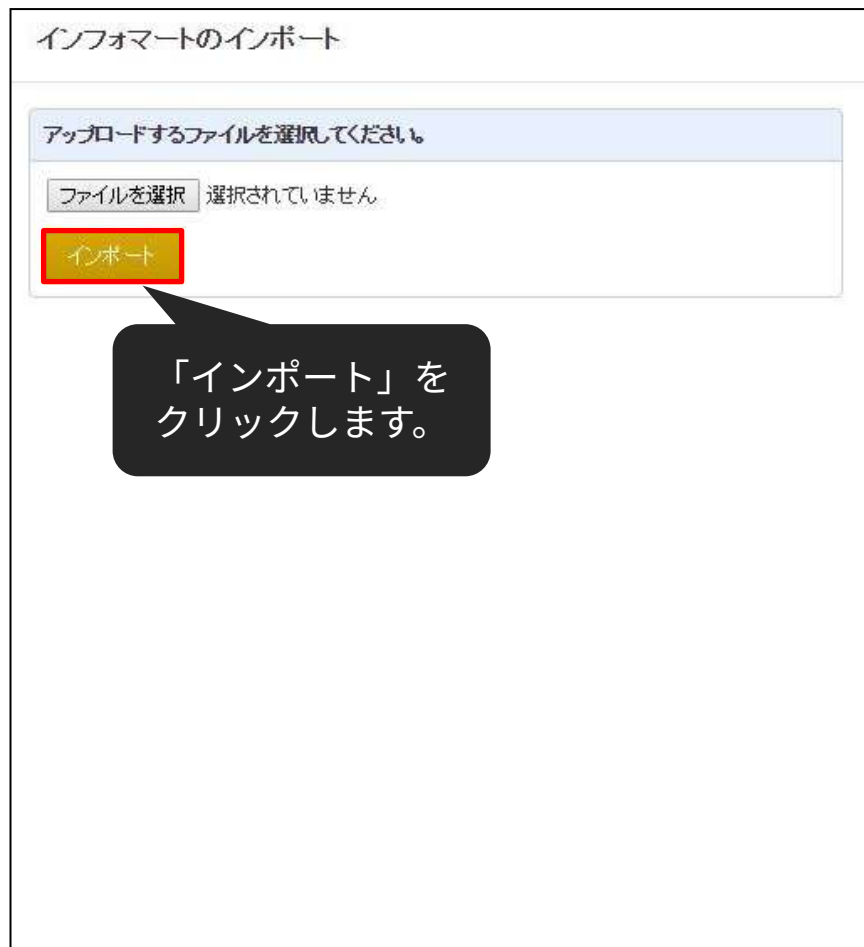 インフォマートのインポート
アップロードするファイルを選択してください。
ファイルを選択 選択されていません
インポート
「インポート」を
クリックします。